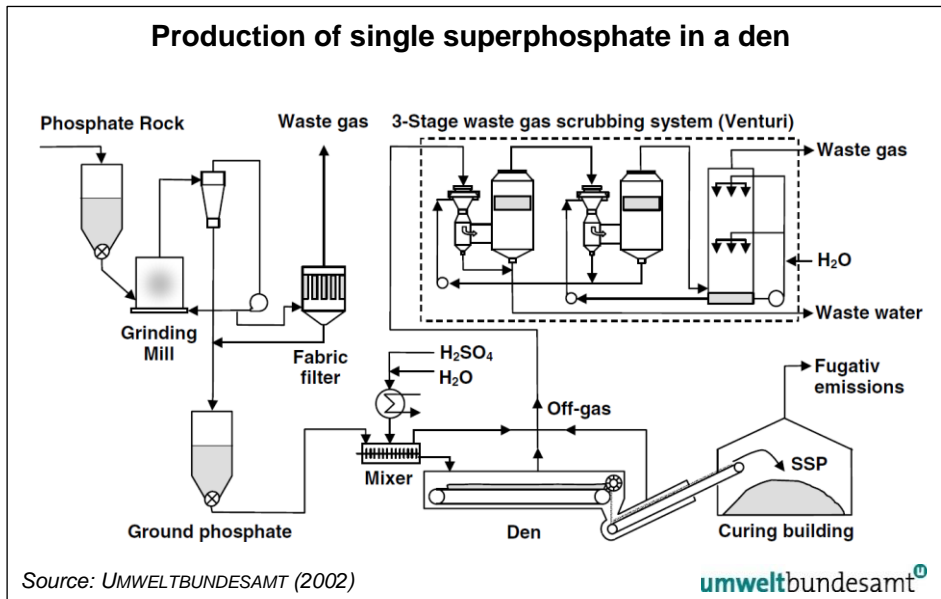 Production of single superphosphate in a den
Phosphate Rock
Waste gas
3-Stage waste gas scrubbing system (Venturi)
Waste gas
H₂O
Waste water
Grinding
Mill
Fabric
filter
H₂SO₄
H₂O
Fugativ
emissions
Off-gas
Mixer
SSP
Ground phosphate
Den
Curing building
Source: UMWELTBUNDESAMT (2002)
umweltbundesamt
u